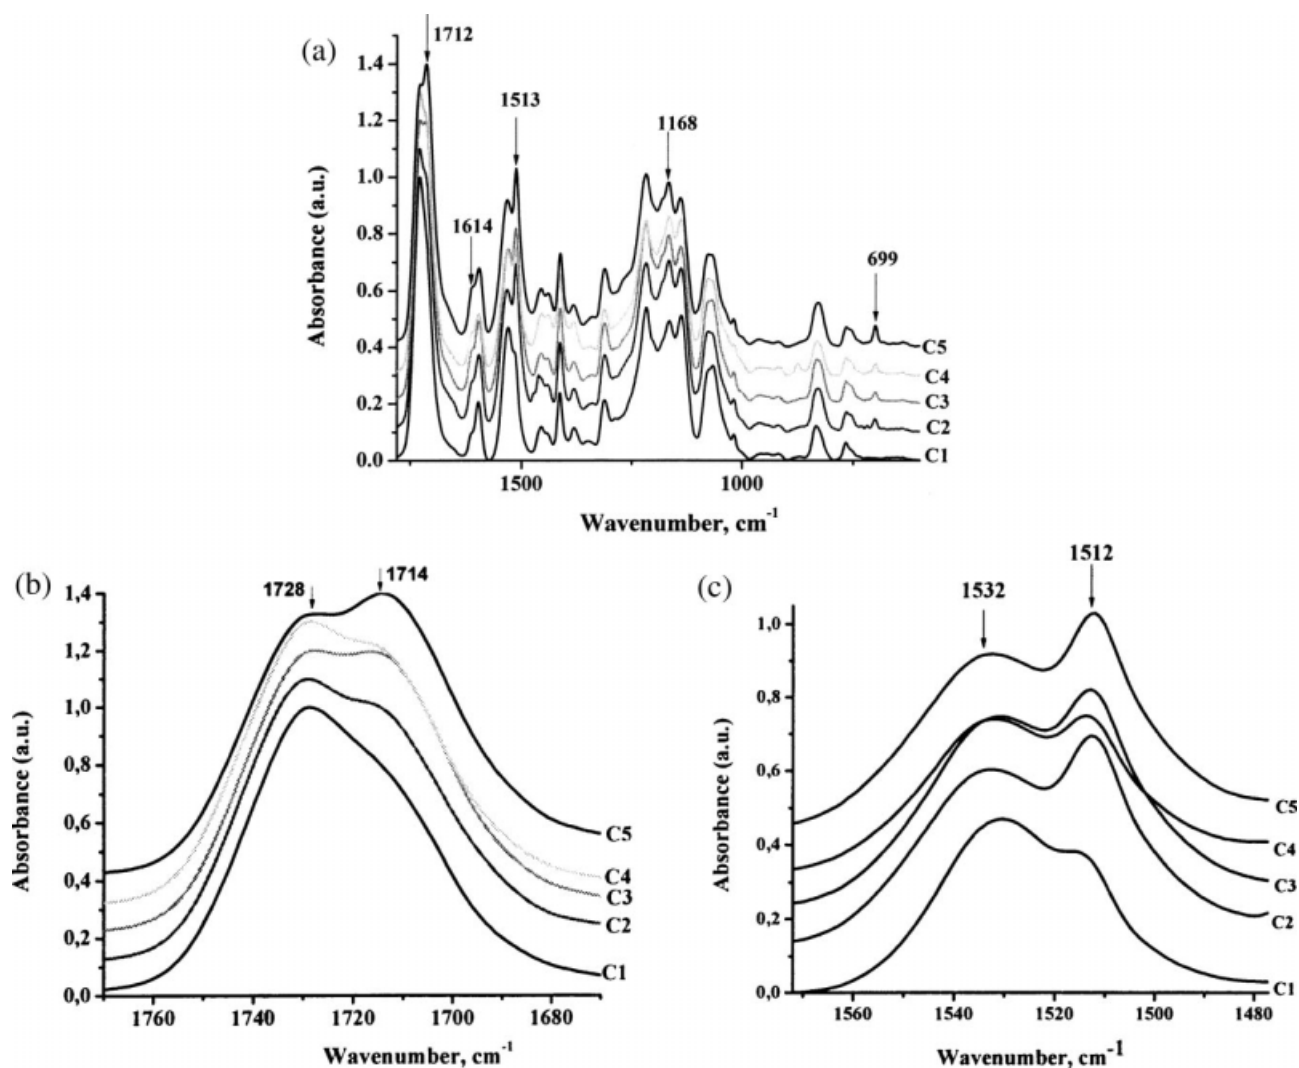 (a)
1712
1513
1168
1614
699
1.4
1.2
1.0
0.8
0.6
0.4
0.2
0.0
Absorbance (a.u.)
C5
C4
C3
C2
C1
1500
1000
Wavenumber, cm-1
(b)
1728
1714
1,4
1,2
1,0
0,8
0,6
0,4
0,2
0,0
Absorbance (a.u.)
C5
C4
C3
C2
C1
1760
1740
1720
1700
1680
Wavenumber, cm-1
(c)
1532
1512
1,0
0,8
0,6
0,4
0,2
0,0
Absorbance (a.u.)
C5
C4
C3
C2
C1
1560
1540
1520
1500
1480
Wavenumber, cm-1